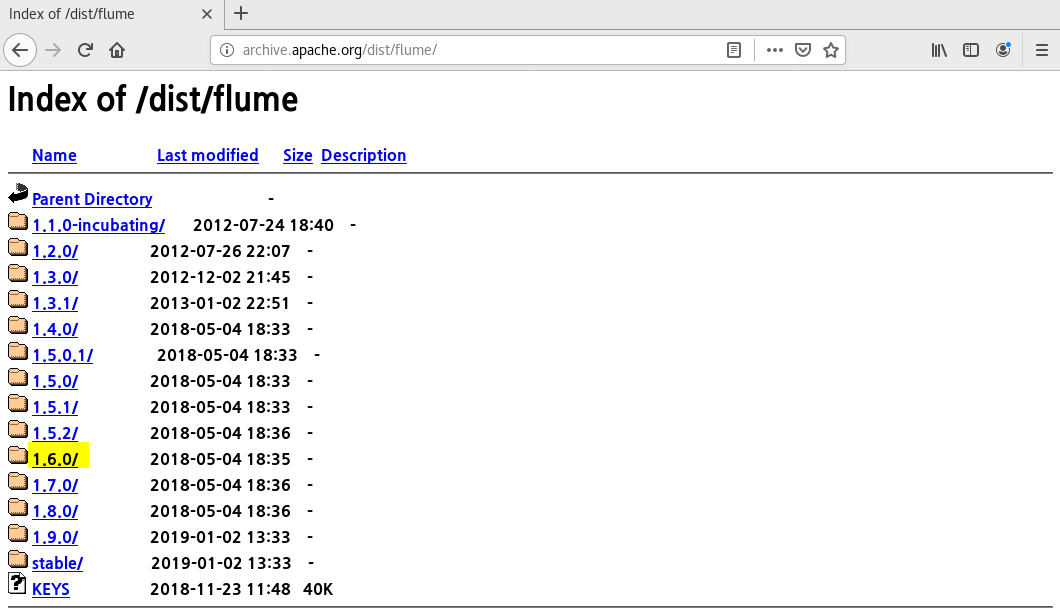 Index of /dist/flume
archive.apache.org/dist/flume/
Index of /dist/flume
Name Last modified Size Description
Parent Directory -
1.1.0-incubating/ 2012-07-24 18:40 -
1.2.0/ 2012-07-26 22:07 -
1.3.0/ 2012-12-02 21:45 -
1.3.1/ 2013-01-02 22:51 -
1.4.0/ 2018-05-04 18:33 -
1.5.0.1/ 2018-05-04 18:33 -
1.5.0/ 2018-05-04 18:33 -
1.5.1/ 2018-05-04 18:33 -
1.5.2/ 2018-05-04 18:36 -
1.6.0/ 2018-05-04 18:35 -
1.7.0/ 2018-05-04 18:36 -
1.8.0/ 2018-05-04 18:36 -
1.9.0/ 2019-01-02 13:33 -
stable/ 2019-01-02 13:33 -
KEYS 2018-11-23 11:48 40K